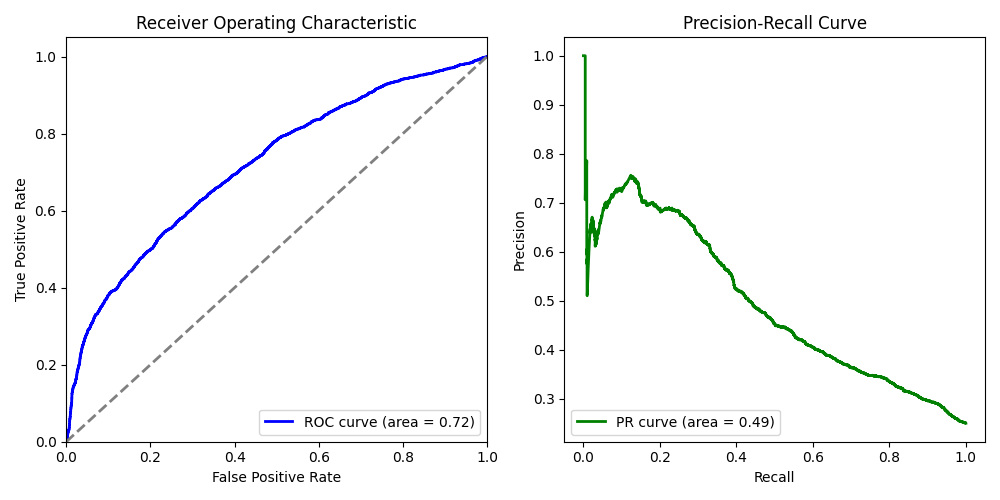 Receiver Operating Characteristic
1.0
0.8
0.6
0.4
0.2
0.0
True Positive Rate
0.0 0.2 0.4 0.6 0.8 1.0
False Positive Rate
ROC curve (area = 0.72)
Precision-Recall Curve
1.0
0.9
0.8
0.7
0.6
0.5
0.4
0.3
Precision
0.0 0.2 0.4 0.6 0.8 1.0
Recall
PR curve (area = 0.49)